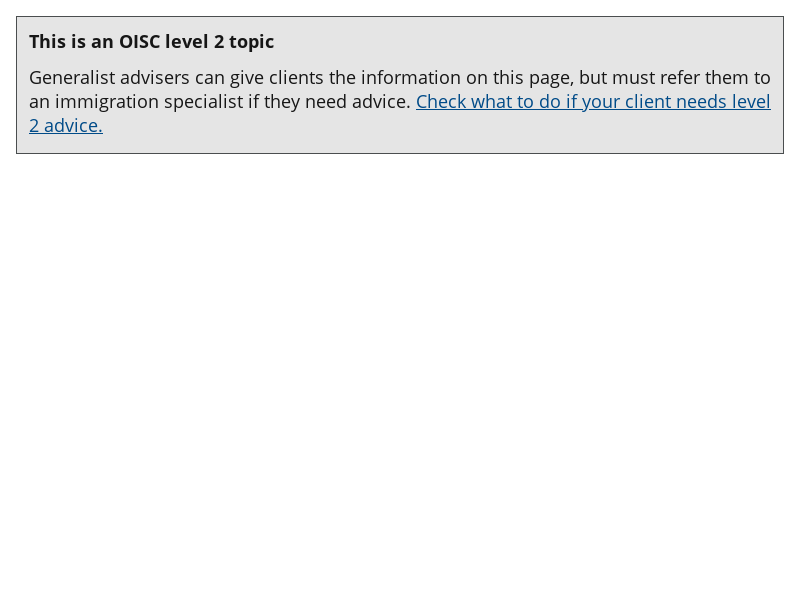 This is an OISC level 2 topic
Generalist advisers can give clients the information on this page, but must refer them to
an immigration specialist if they need advice. Check what to do if your client needs level
2 advice.